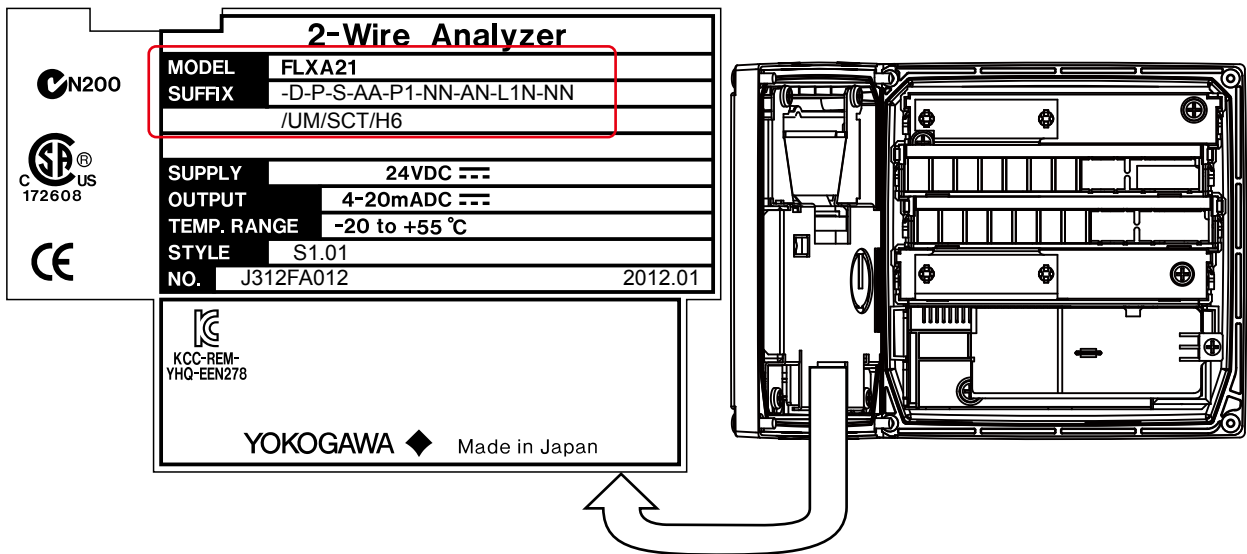 2-Wire Analyzer
MODEL FLXA21
SUFFIX -D-P-S-AA-P1-NN-AN-L1N-NN
/UM/SCT/H6
SUPPLY 24VDC
OUTPUT 4-20mADC
TEMP. RANGE -20 to +55 ℃
STYLE S1.01
NO. J312FA012 2012.01
N200
SA ®
C US
172608
CE
KC
KCC-REM-
YHQ-EEN278
YOKOGAWA ◆ Made in Japan